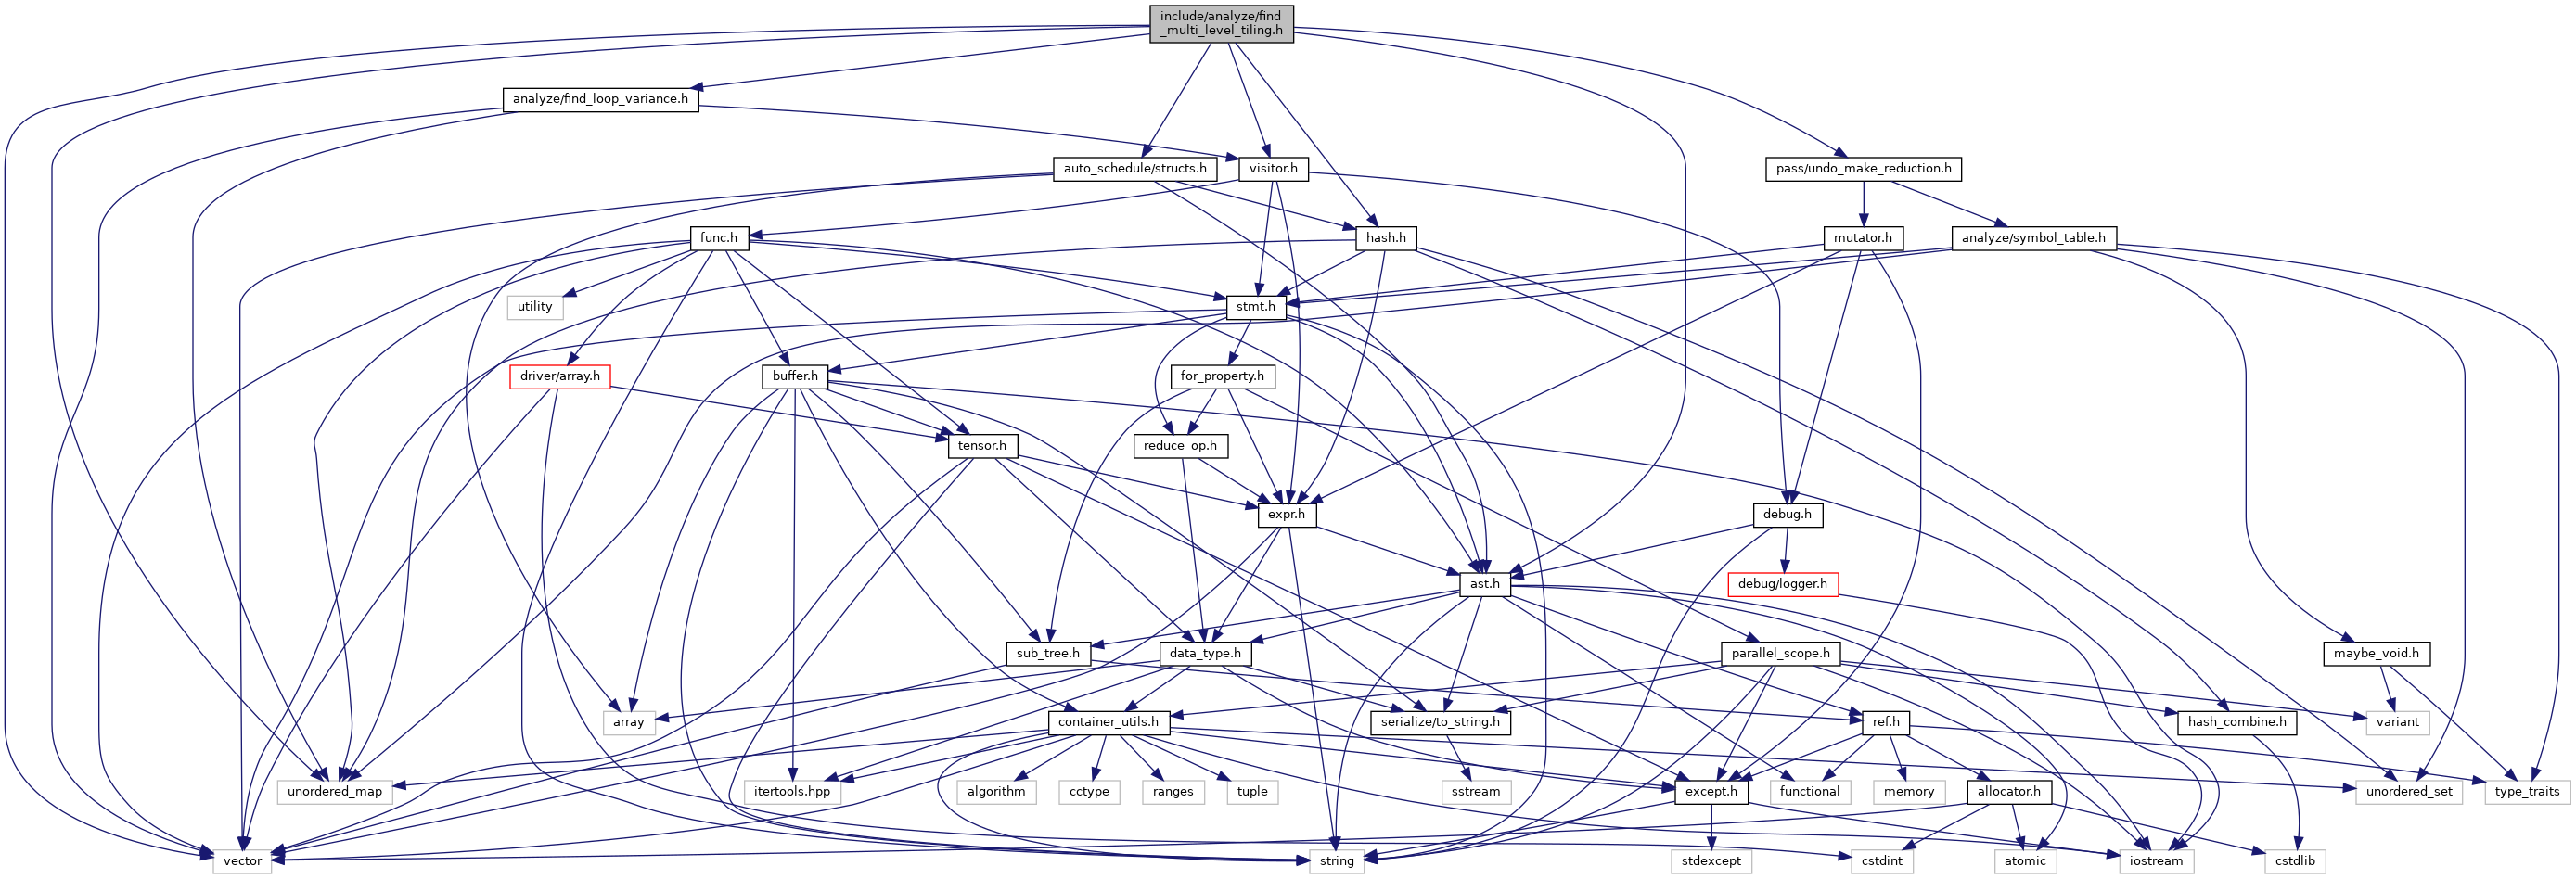 include/analyze/find
_multi_level_tiling.h
analyze/find_loop_variance.h
auto_schedule/structs.h
visitor.h
pass/undo_make_reduction.h
func.h
hash.h
mutator.h
analyze/symbol_table.h
utility
stmt.h
driver/array.h
buffer.h
for_property.h
tensor.h
reduce_op.h
expr.h
debug.h
ast.h
debug/logger.h
sub_tree.h
data_type.h
parallel_scope.h
maybe_void.h
array
container_utils.h
serialize/to_string.h
ref.h
hash_combine.h
variant
unordered_map
itertools.hpp
algorithm
cctype
ranges
tuple
sstream
except.h
functional
memory
allocator.h
unordered_set
type_traits
vector
string
stdexcept
cstdint
atomic
iostream
cstdlib